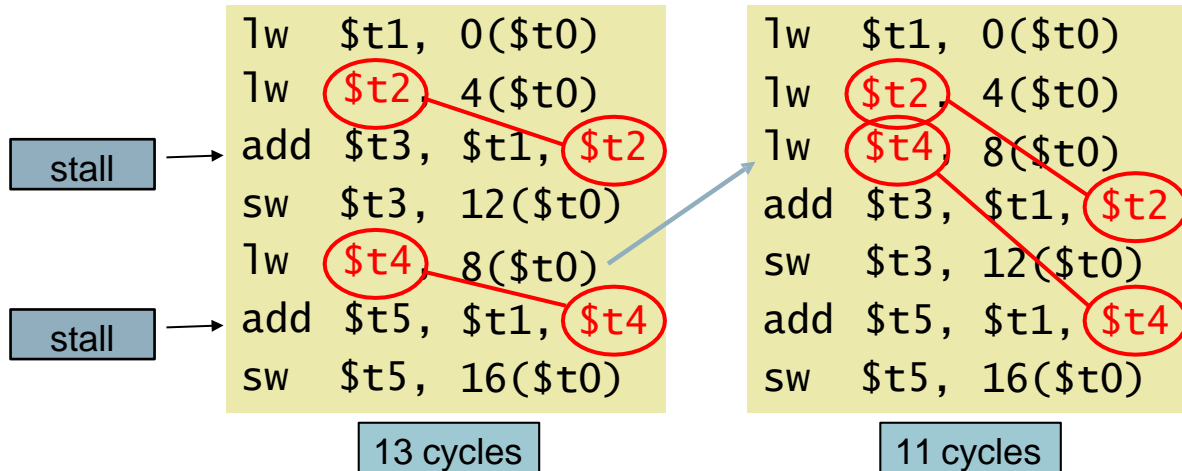 lw $t1, 0($t0)
lw $t2, 4($t0)
stall
add $t3, $t1, $t2
sw $t3, 12($t0)
lw $t4, 8($t0)
stall
add $t5, $t1, $t4
sw $t5, 16($t0)
13 cycles
lw $t1, 0($t0)
lw $t2, 4($t0)
lw $t4, 8($t0)
add $t3, $t1, $t2
sw $t3, 12($t0)
add $t5, $t1, $t4
sw $t5, 16($t0)
11 cycles